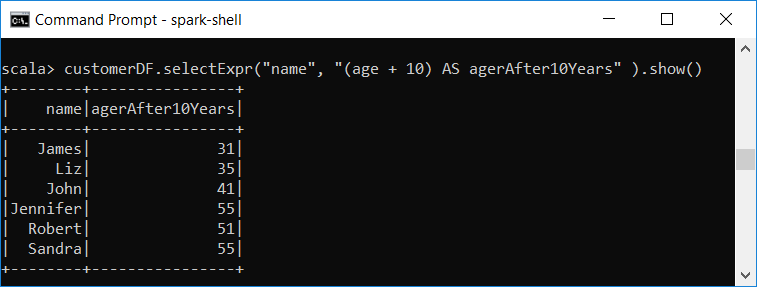 Command Prompt - spark-shell
scala> customerDF.selectExpr("name", "(age + 10) AS agerAfter10Years" ).show()
+--------+----------------+
|    name|agerAfter10Years|
+--------+----------------+
|   James|              31|
|     Liz|              35|
|    John|              41|
|Jennifer|              55|
|  Robert|              51|
|  Sandra|              55|
+--------+----------------+